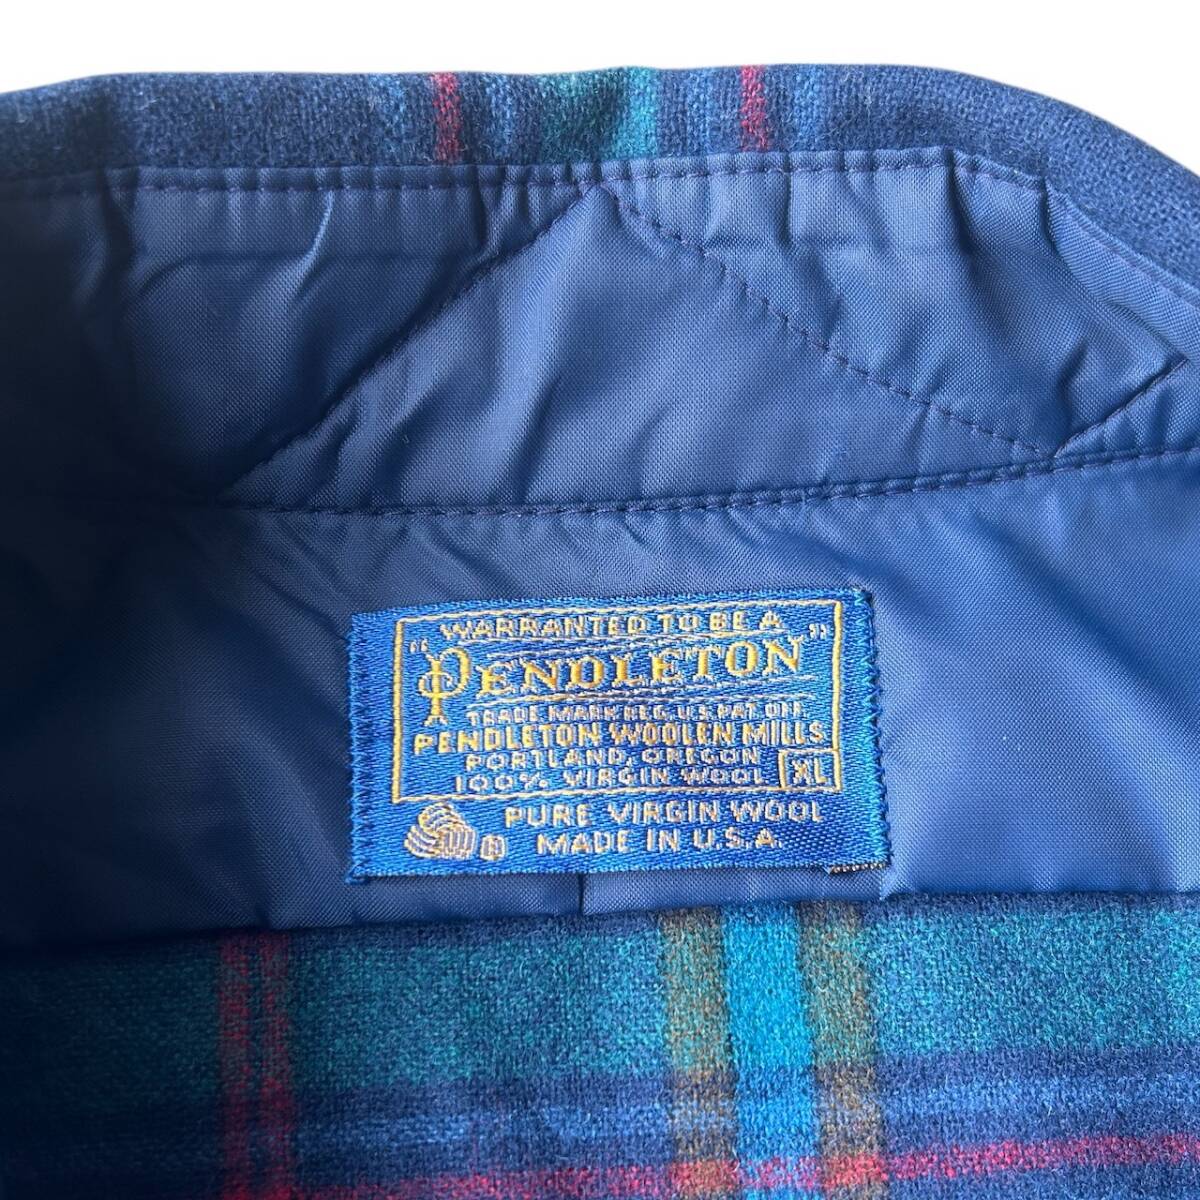 WARRANTED TO BE A
"PENDLETON"
TRADE MARK REG. U.S. PAT. OFF.
PENDLETON WOOLEN MILLS
PORTLAND, OREGON
100% VIRGIN WOOL XL
PURE VIRGIN WOOL
MADE IN U.S.A.